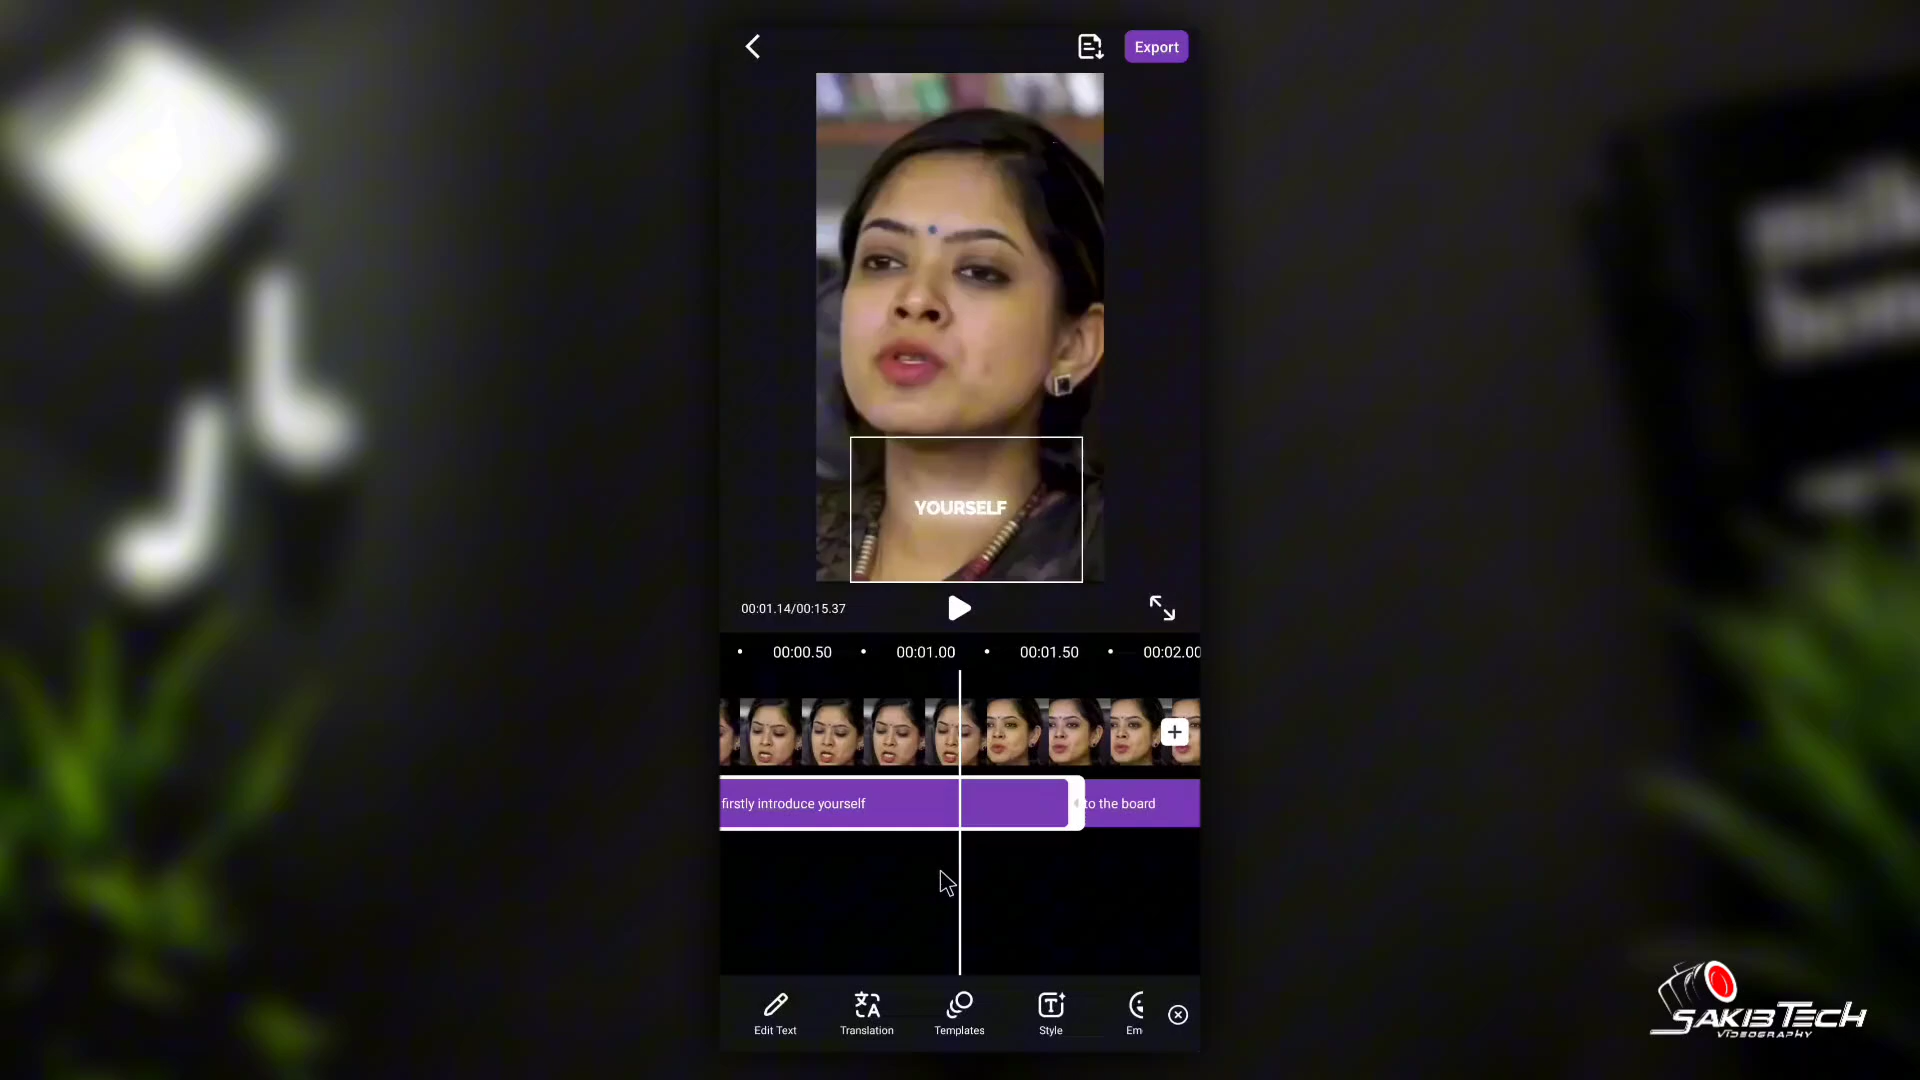 Export
YOURSELF
00:01.14/00:15.37
00:00.50
00:01.00
00:01.50
00:02.00
firstly introduce yourself
to the board
Edit Text
Translation
Templates
Style
Em
SAKIBTECH
VIDEOGRAPHY